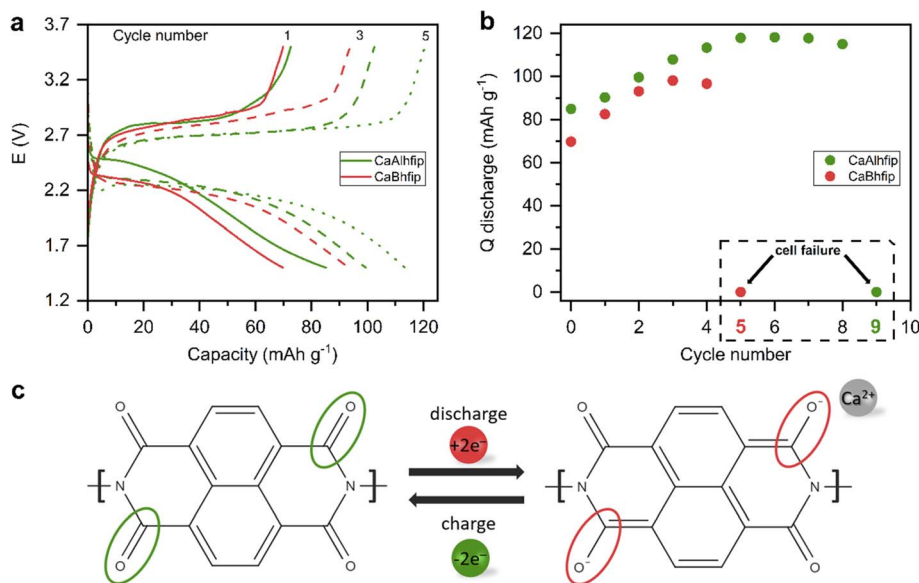 a
Cycle number 1 3 5
3.7
3.2
2.7
2.2
1.7
1.2
E (V)
CaAlhfip
CaBhfip
0 20 40 60 80 100 120
Capacity (mAh g⁻¹)
b
140
120
100
80
60
40
20
0
Q discharge (mAh g⁻¹)
CaAlhfip
CaBhfip
cell failure
0 2 4 5 6 7 8 9 10
Cycle number
c
O O
[ N N ]
O O
discharge
+2e⁻
charge
-2e⁻
Ca²⁺
O O⁻
[ N N ]
O⁻ O